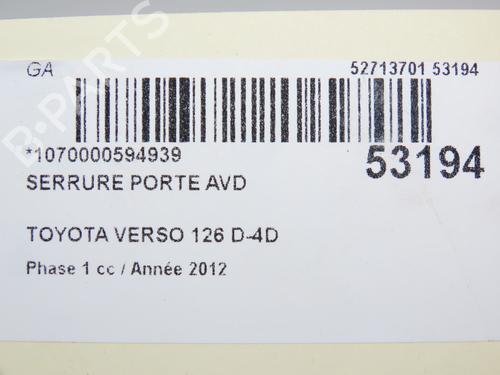 GA 52713701 53194
*1070000594939 53194
SERRURE PORTE AVD
TOYOTA VERSO 126 D-4D
Phase 1 cc / Année 2012
B-PARTS